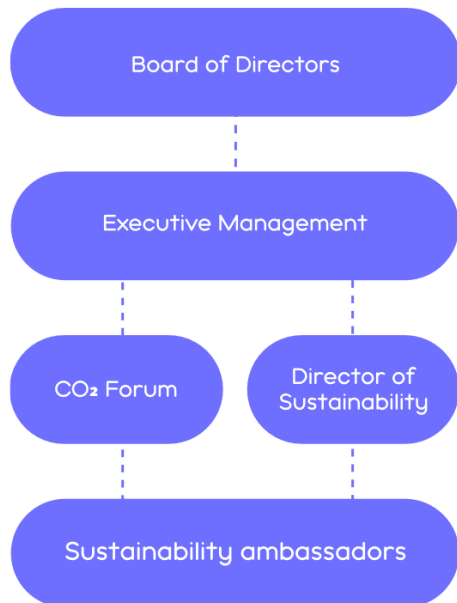 Board of Directors
Executive Management
CO₂ Forum
Director of
Sustainability
Sustainability ambassadors